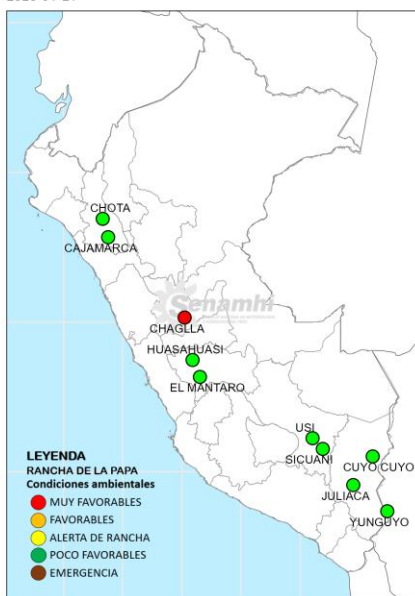 CHOTA
CAJAMARCA
Senamhi
CHAGLLA
HUASAHUASI
EL MANTARO
USI
SICUANI
CUYO CUYO
JULIACA
YUNGUYO
LEYENDA
RANCHA DE LA PAPA
Condiciones ambientales
MUY FAVORABLES
FAVORABLES
ALERTA DE RANCHA
POCO FAVORABLES
EMERGENCIA